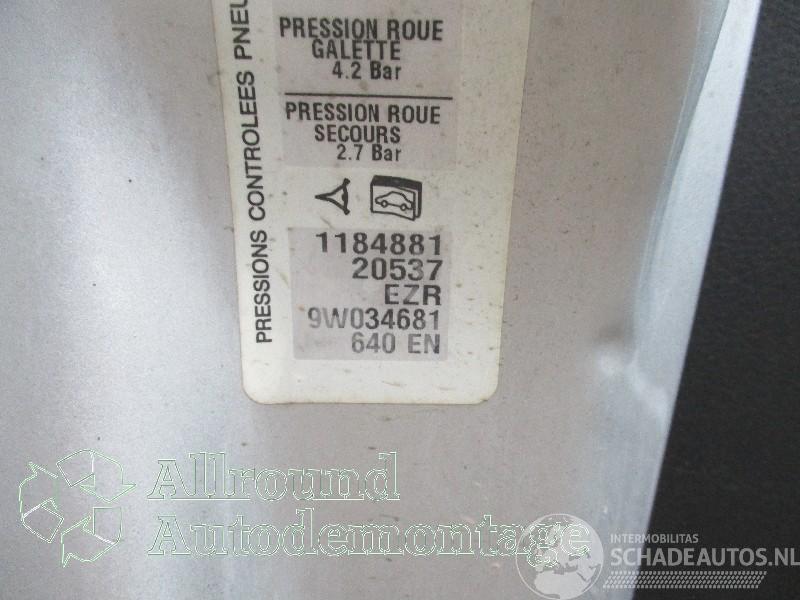 PRESSION ROUE
GALETTE
4.2 Bar
PRESSION ROUE
SECOURS
2.7 Bar
PRESSIONS CONTROLEES
1184881
20537
EZR
9W034681
640 EN
Allround
Autodemontage
INTERMOBILITAS
SCHADEAUTOS.NL